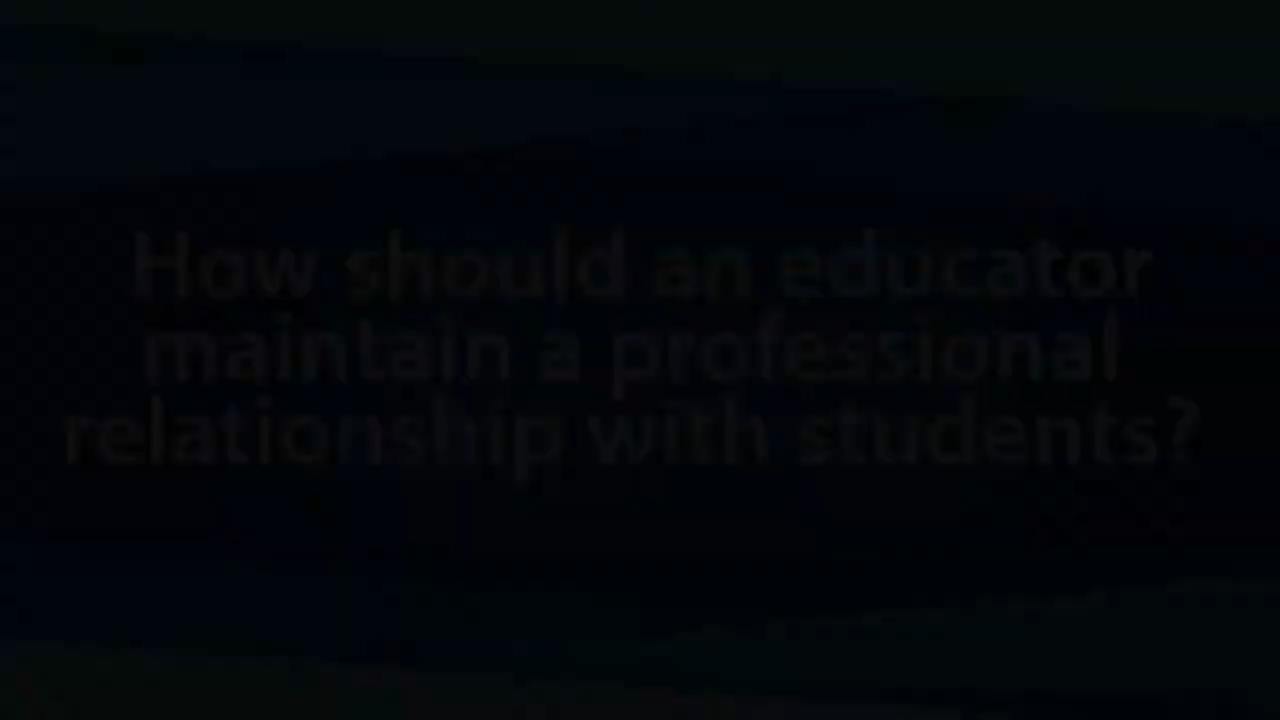 How should an educator
maintain a professional
relationship with students?